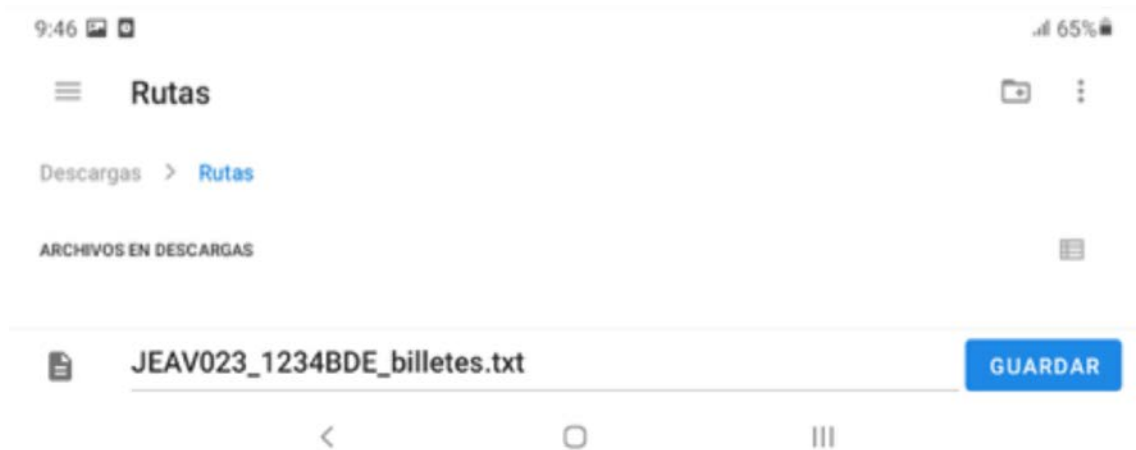 9:46 65%
Rutas
Descargas > Rutas
ARCHIVOS EN DESCARGAS
JEAV023_1234BDE_billetes.txt GUARDAR